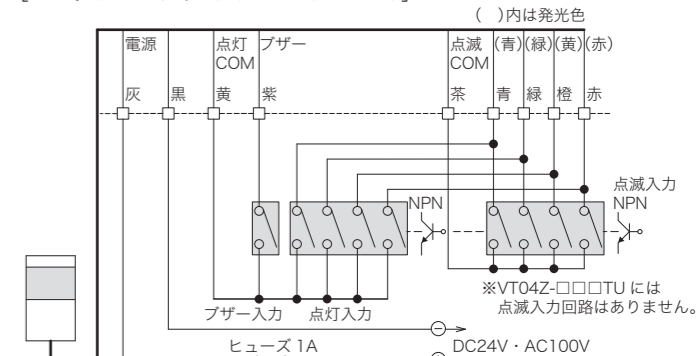 ( )内は発光色
電源 点灯 ブザー 点滅 (青)(緑)(黄)(赤)
COM COM
灰 黒 黄 紫 茶 青 緑 橙 赤
点滅入力
NPN NPN
※VT04Z-□□□TU には
点滅入力回路はありません。
ブザー入力 点灯入力
ヒューズ 1A DC24V・AC100V